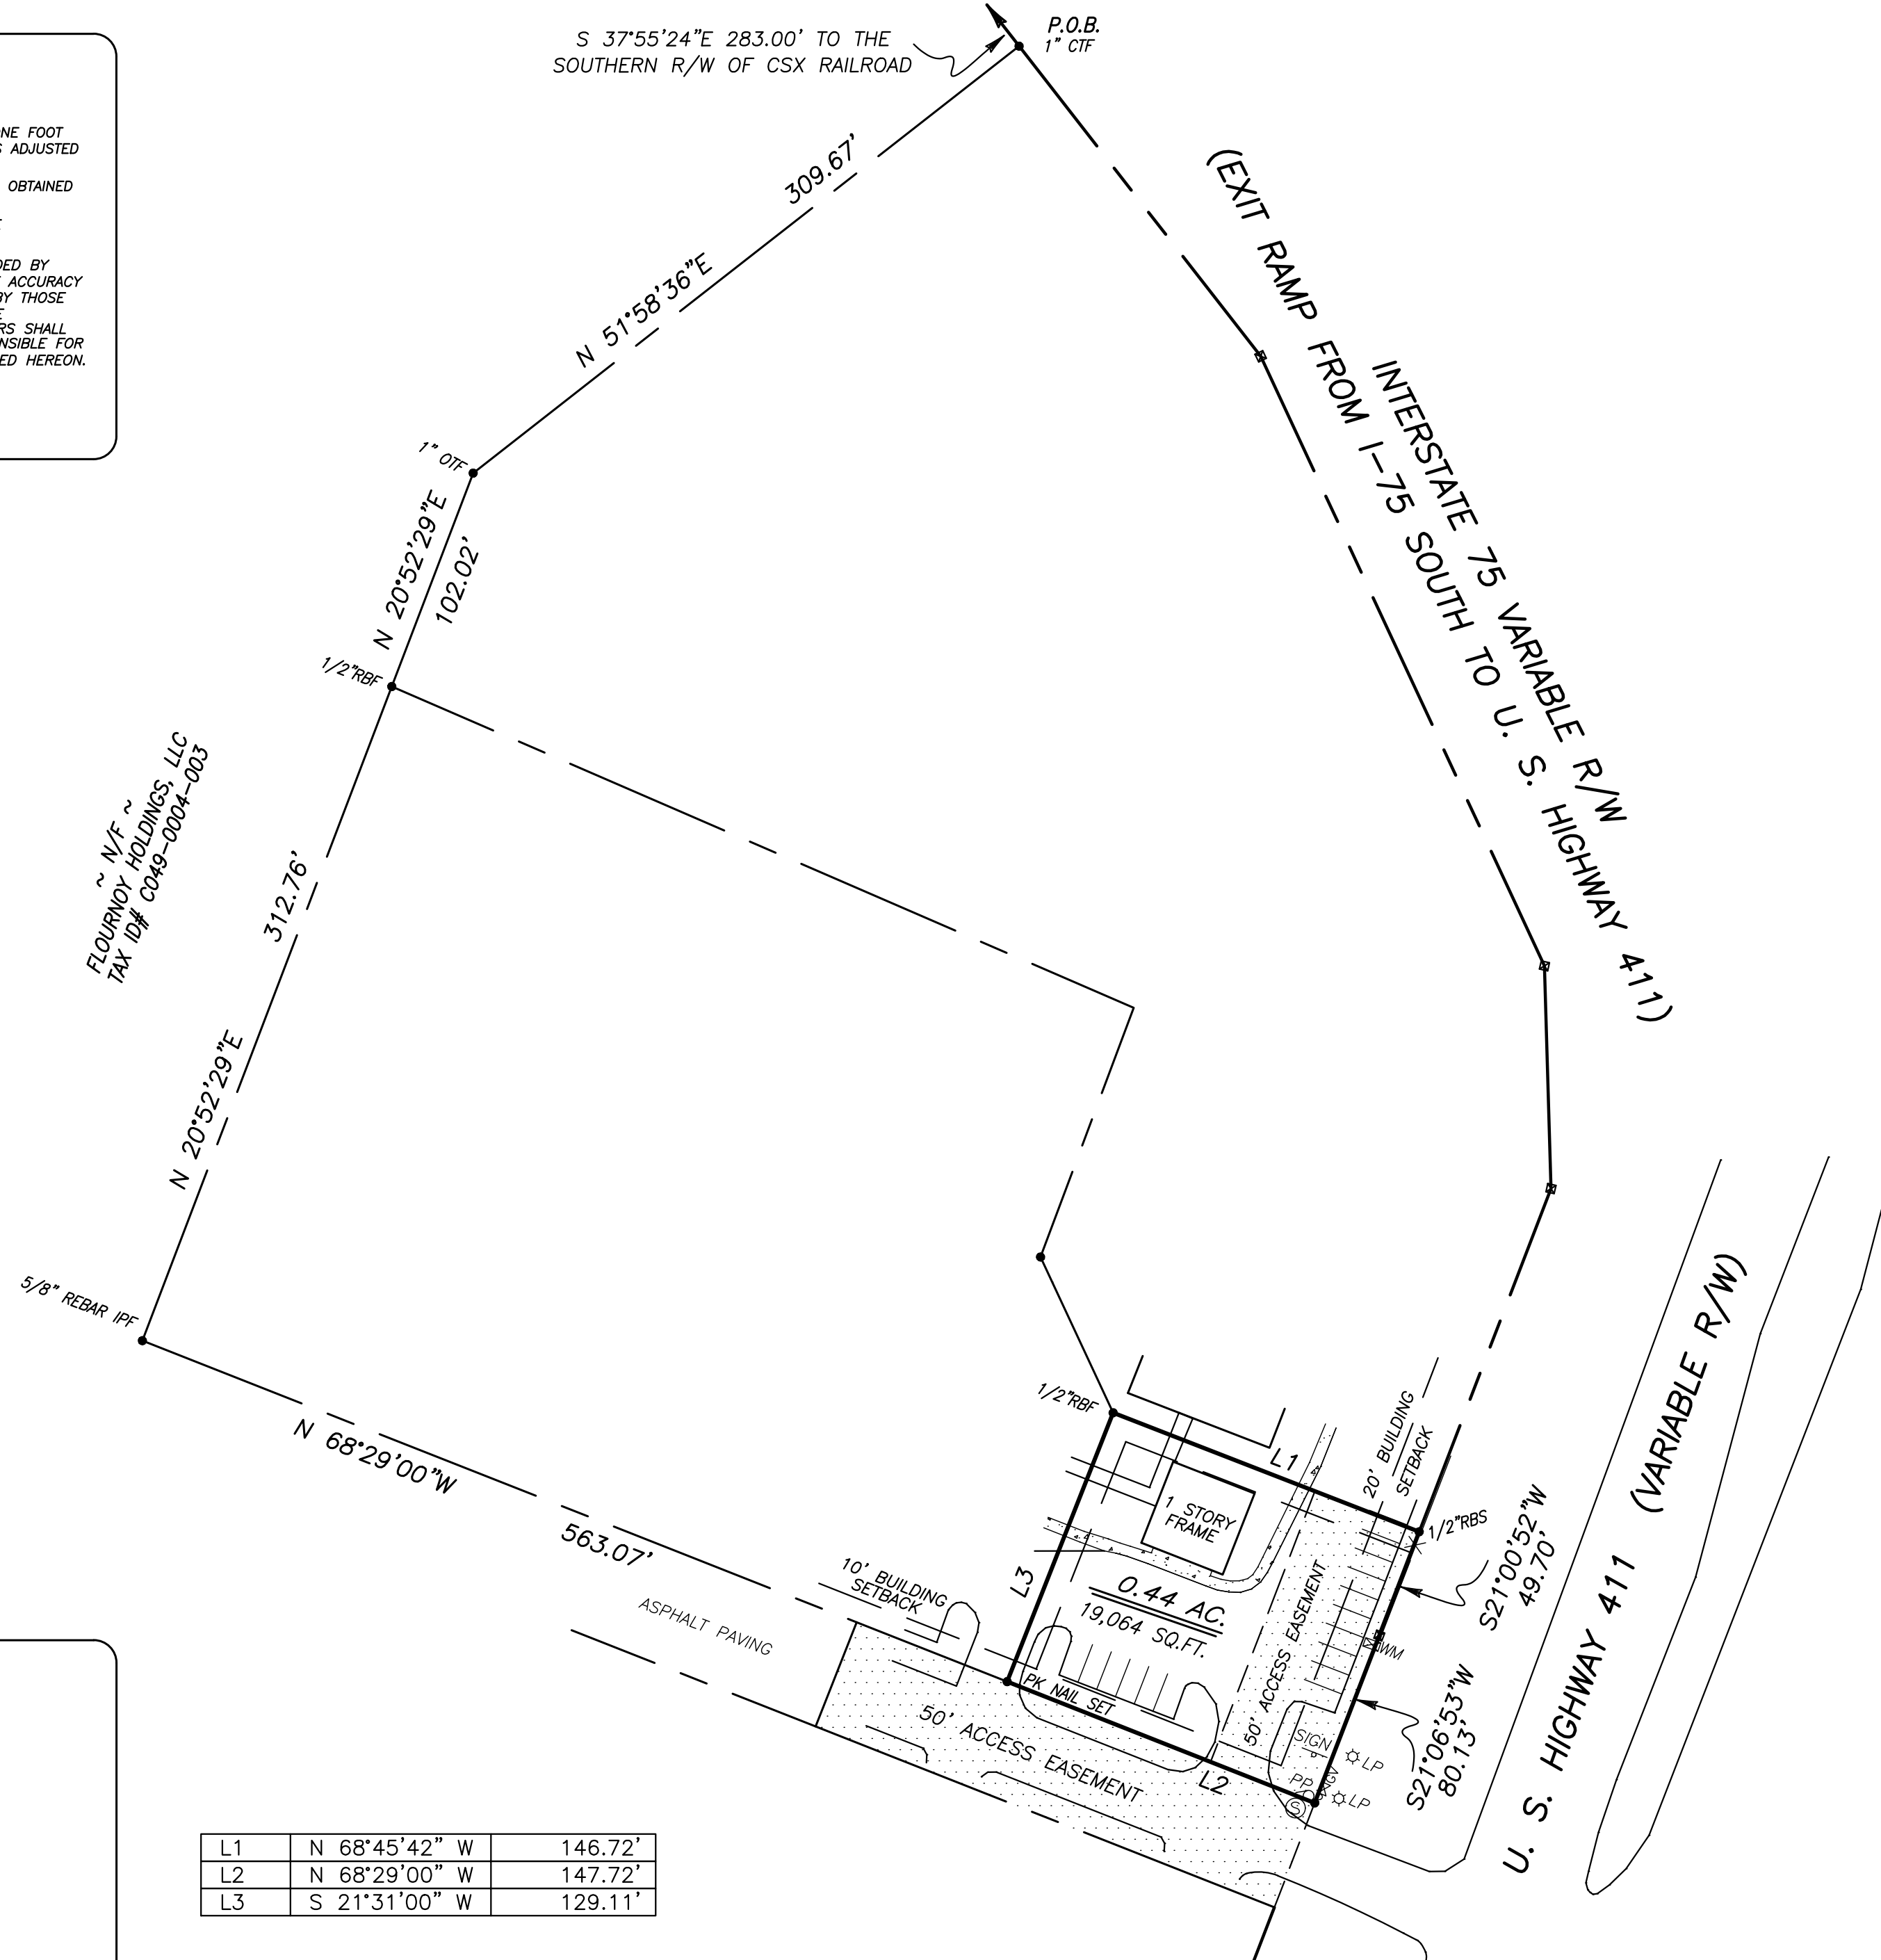 S 37°55'24"E 283.00' TO THE
SOUTHERN R/W OF CSX RAILROAD
P.O.B.
1" CTF
NE FOOT
S ADJUSTED
OBTAINED
DED BY
ACCURACY
BY THOSE
RS SHALL
NSIBLE FOR
ED HEREON.
309.67'
N 51°58'36"E
(EXIT RAMP FROM I-75 SOUTH TO U. S. HIGHWAY 411)
INTERSTATE 75 VARIABLE R/W
1" OTF
N 20°52'29"E
102.02'
1/2"RBF
~ N/F ~
FLOURNOY HOLDINGS, LLC
TAX ID# C049-0004-003
312.76'
N 20°52'29"E
5/8" REBAR IPF
N 68°29'00"W
563.07'
1/2"RBF
L1
20' BUILDING
SETBACK
1/2"RBS
1 STORY
FRAME
L3
0.44 AC.
19,064 SQ.FT.
10' BUILDING
SETBACK
ASPHALT PAVING
PK NAIL SET
50' ACCESS EASEMENT
50' ACCESS EASEMENT
L2
WM
SIGN
LP
PP
GV
S
LP
S21°00'52"W
49.70'
S21°06'53"W
80.13'
U. S. HIGHWAY 411 (VARIABLE R/W)
L1 N 68°45'42" W 146.72'
L2 N 68°29'00" W 147.72'
L3 S 21°31'00" W 129.11'